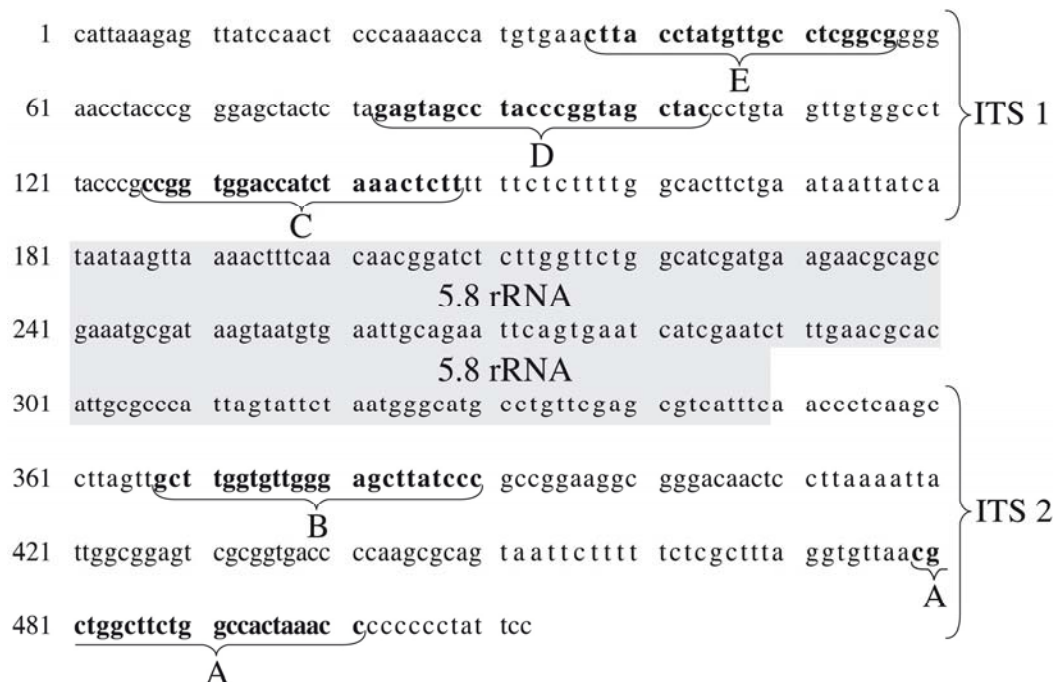 1 cattaaagag ttatccaact cccaaaacca tgtgaacttа cctatgttgc ctcggcgggg
E
61 aacctacccg ggagctactc tagagtagcc tacccggtag ctacсctgta gttgtggcct
D
ITS 1
121 tacccgccgg tggaccatct aaactctttt ttctcttttg gcacttctga ataattatca
C
181 taataagtta aaactttcaa caacggatct cttggttctg gcatcgatga agaacgcagc
5.8 rRNA
241 gaaatgcgat aagtaatgtg aattgcagaa ttcagtgaat catcgaatct ttgaacgcac
5.8 rRNA
301 attgcgccca ttagtattct aatgggcatg cctgttcgag cgtcatttca accctcaagc
361 cttagttgct tggtgttggg agcttatccc gccggaaggc gggacaactc cttaaaatta
B
ITS 2
421 ttggcggagt cgcggtgacc ccaagcgcag taattctttt tctcgcttta ggtgttaacg
A
481 ctggcttctg gccactaaac ccccccctat tcc
A